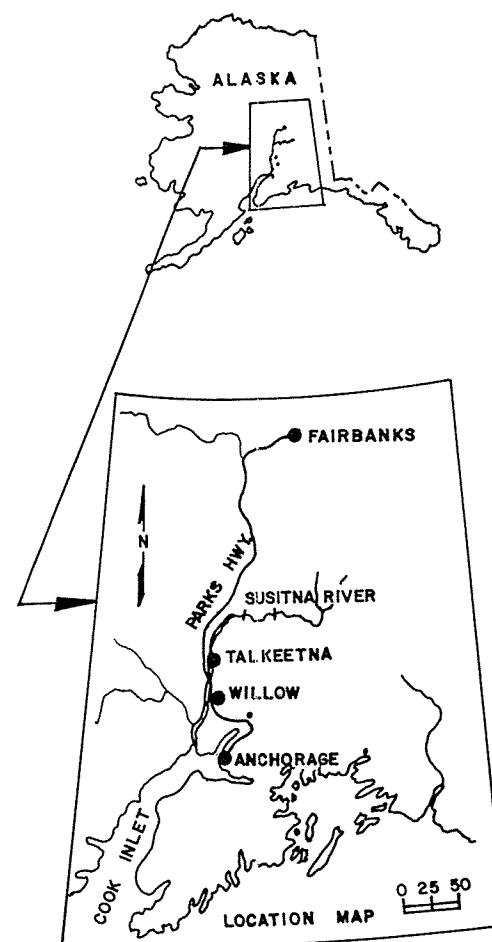 ALASKA
FAIRBANKS
N
PARKS HWY
SUSITNA RIVER
TALKEETNA
WILLOW
ANCHORAGE
COOK INLET
0 25 50
LOCATION MAP